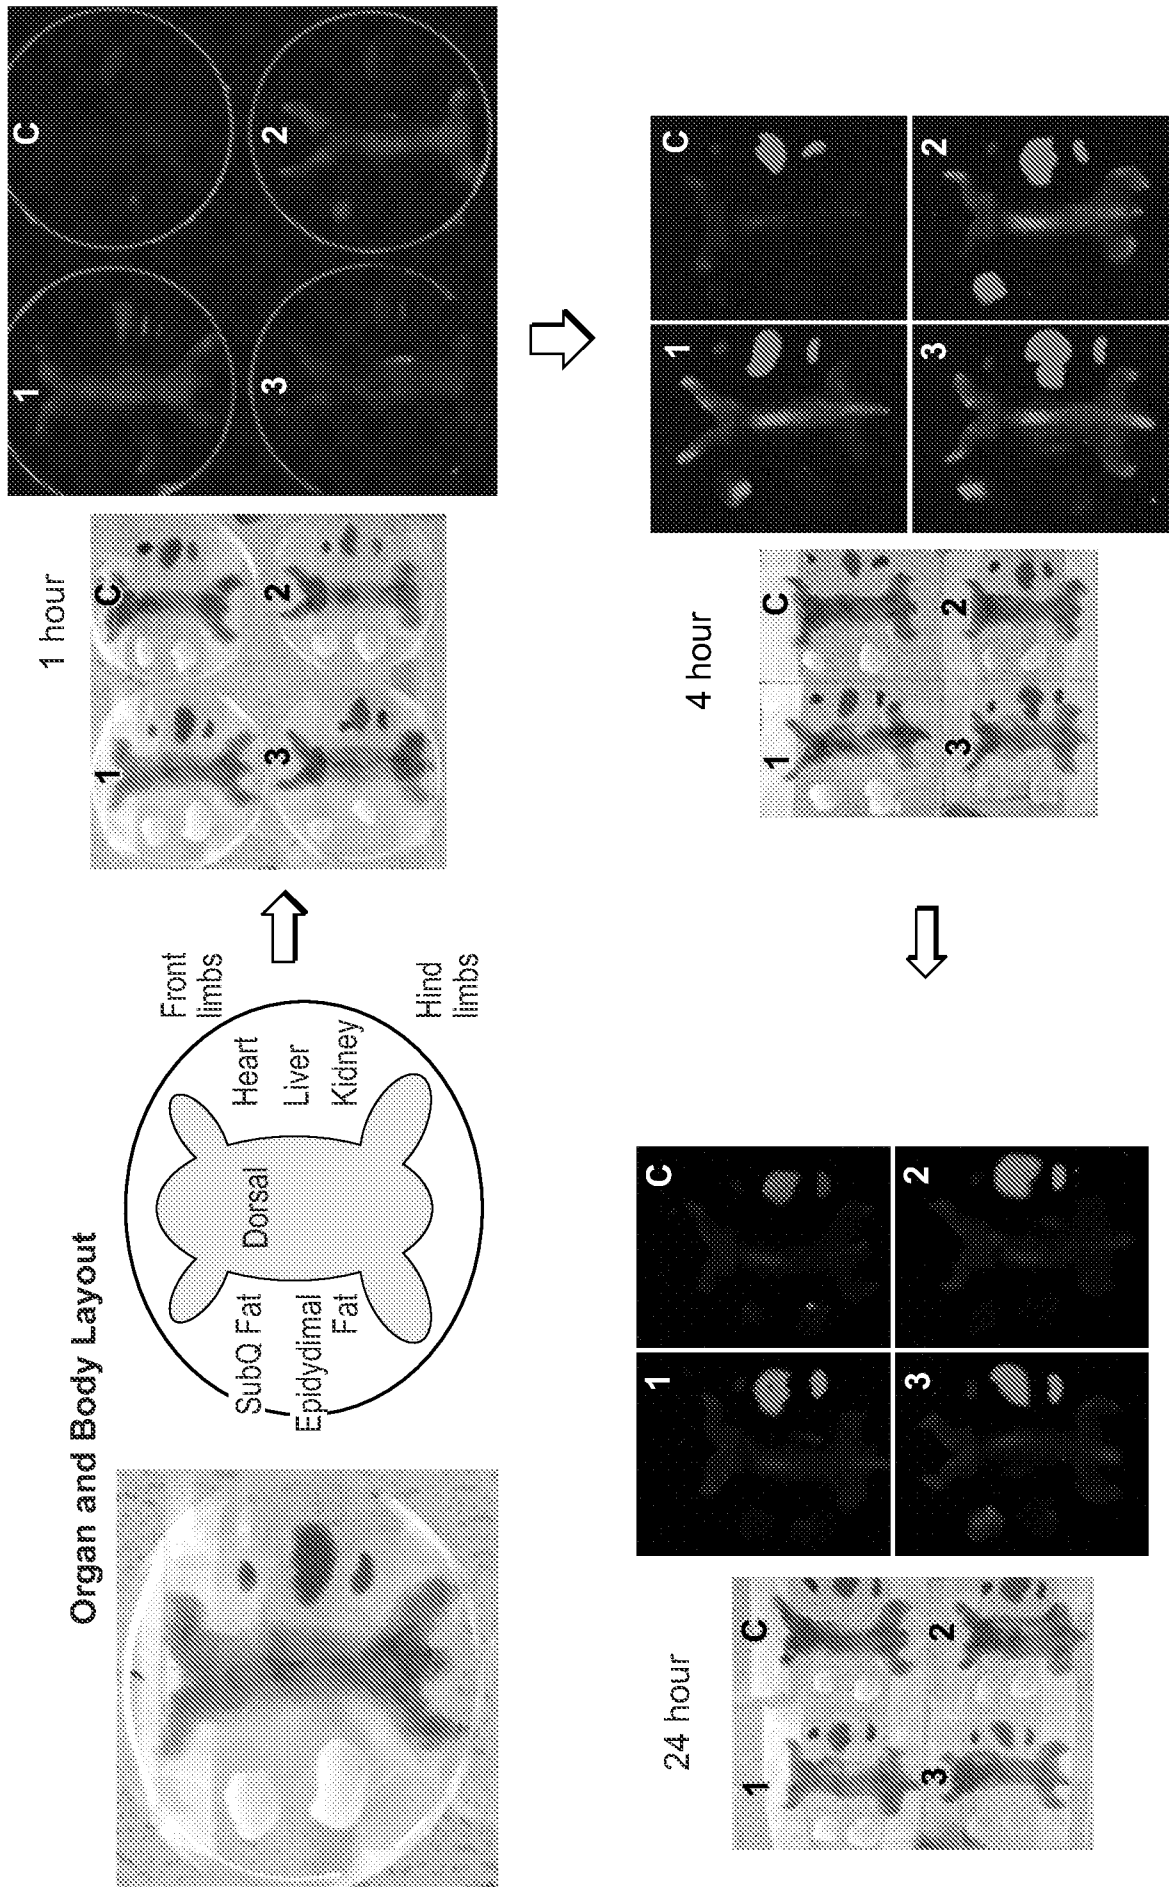 Organ and Body Layout
SubQ Fat
Epidydimal
Fat
Dorsal
Heart
Liver
Kidney
Front
limbs
Hind
limbs
1 hour
1
C
3
2
1
C
3
2
4 hour
1
C
3
2
1
C
3
2
24 hour
1
C
3
2
1
C
3
2